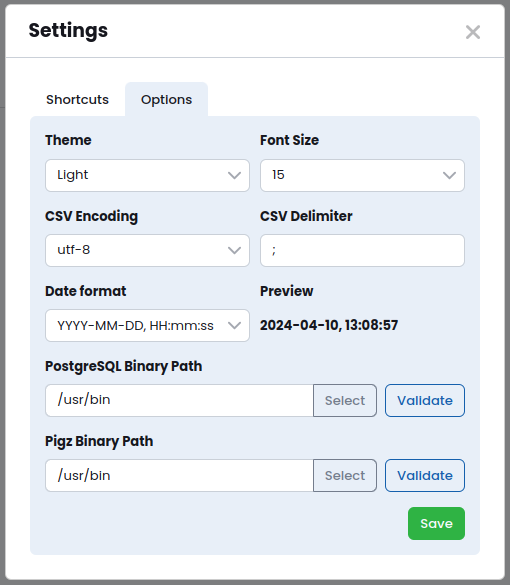 Settings
Shortcuts Options
Theme Font Size
Light 15
CSV Encoding CSV Delimiter
utf-8 ;
Date format Preview
YYYY-MM-DD, HH:mm:ss 2024-04-10, 13:08:57
PostgreSQL Binary Path
/usr/bin Select Validate
Pigz Binary Path
/usr/bin Select Validate
Save